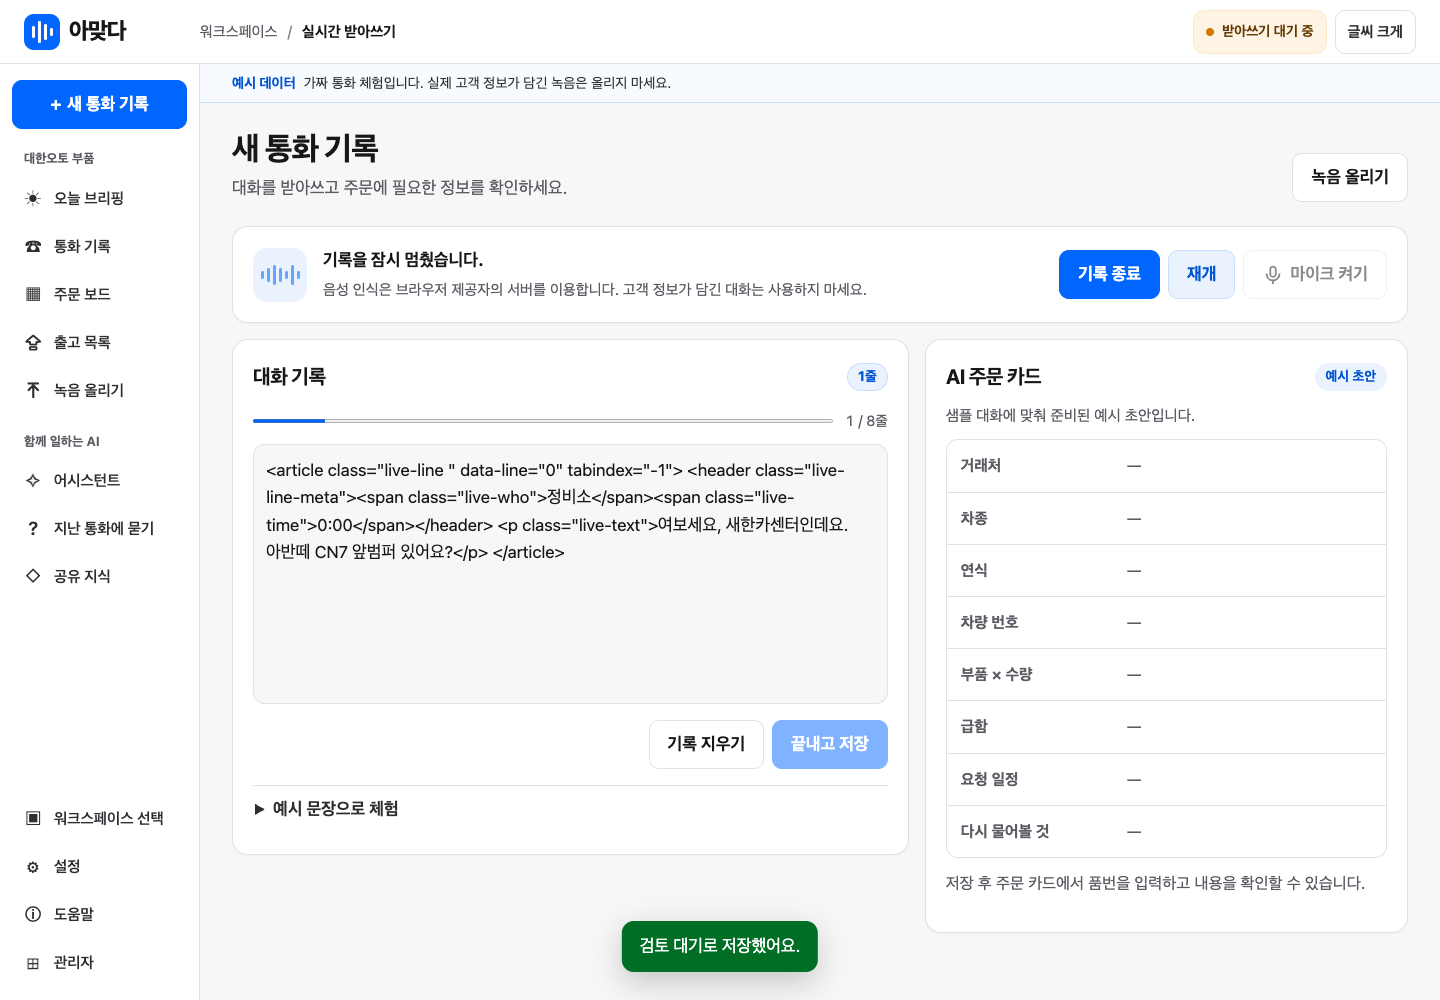 아맞다
워크스페이스 / 실시간 받아쓰기
받아쓰기 대기 중
글씨 크게
+ 새 통화 기록
대한오토 부품
오늘 브리핑
통화 기록
주문 보드
출고 목록
녹음 올리기
함께 일하는 AI
어시스턴트
? 지난 통화에 묻기
공유 지식
워크스페이스 선택
설정
도움말
관리자
예시 데이터 가짜 통화 체험입니다. 실제 고객 정보가 담긴 녹음은 올리지 마세요.
새 통화 기록
대화를 받아쓰고 주문에 필요한 정보를 확인하세요.
녹음 올리기
기록을 잠시 멈췄습니다.
음성 인식은 브라우저 제공자의 서버를 이용합니다. 고객 정보가 담긴 대화는 사용하지 마세요.
기록 종료
재개
마이크 켜기
대화 기록
1줄
1 / 8줄
<article class="live-line " data-line="0" tabindex="-1"> <header class="live-
line-meta"><span class="live-who">정비소</span><span class="live-
time">0:00</span></header> <p class="live-text">여보세요, 새한카센터인데요.
아반떼 CN7 앞범퍼 있어요?</p> </article>
기록 지우기
끝내고 저장
▶ 예시 문장으로 체험
AI 주문 카드
예시 초안
샘플 대화에 맞춰 준비된 예시 초안입니다.
거래처 —
차종 —
연식 —
차량 번호 —
부품 × 수량 —
급함 —
요청 일정 —
다시 물어볼 것 —
저장 후 주문 카드에서 품번을 입력하고 내용을 확인할 수 있습니다.
검토 대기로 저장했어요.